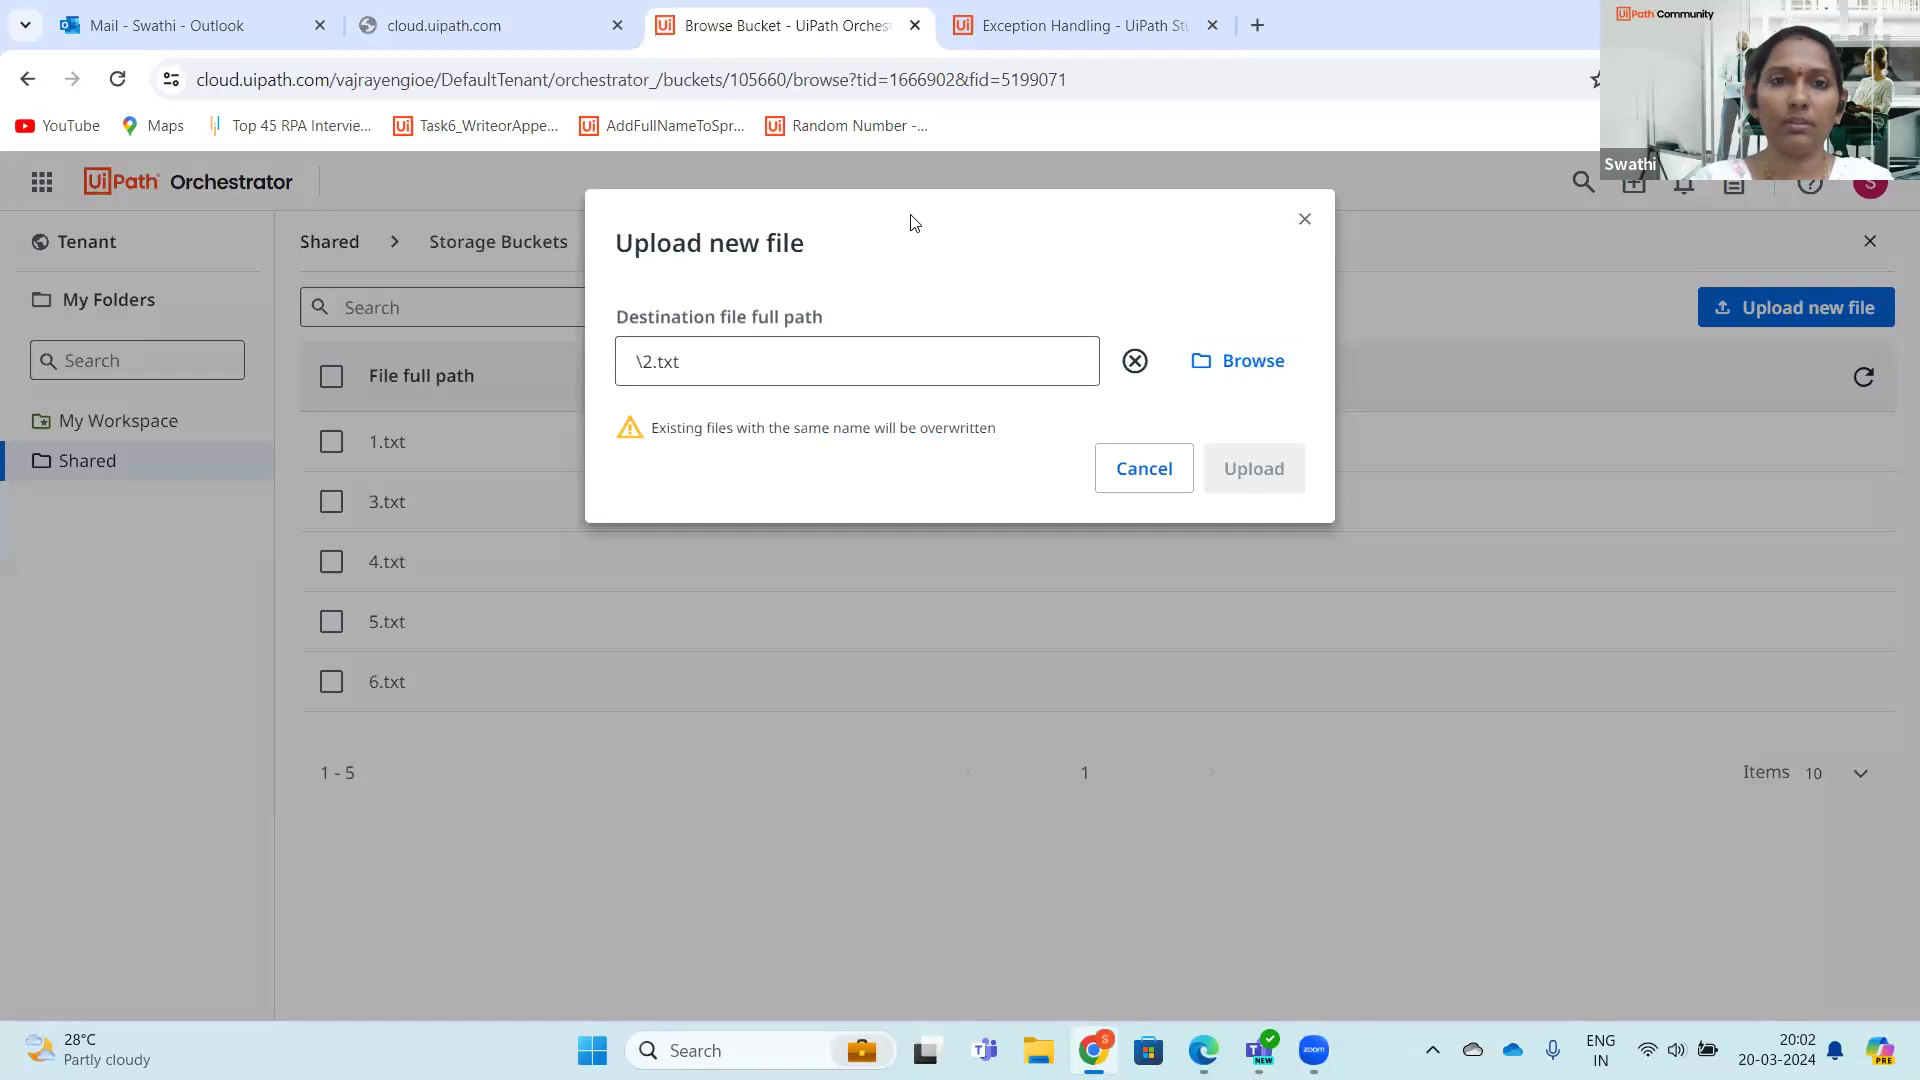 Mail - Swathi - Outlook
cloud.uipath.com
Browse Bucket - UiPath Orches
Exception Handling - UiPath Stu
UiPath Community
cloud.uipath.com/vajrayengioe/DefaultTenant/orchestrator_/buckets/105660/browse?tid=1666902&fid=5199071
YouTube
Maps
Top 45 RPA Intervie...
Task6_WriteorAppe...
AddFullNameToSpr...
Random Number -...
Swathi
UiPath Orchestrator
S
Tenant
My Folders
Search
My Workspace
Shared
Shared > Storage Buckets
Search
Upload new file
File full path
1.txt
3.txt
4.txt
5.txt
6.txt
1 - 5
1
Items 10
Upload new file
Destination file full path
\2.txt
Browse
Existing files with the same name will be overwritten
Cancel
Upload
28°C
Partly cloudy
Search
S
NEW
zoom
ENG
IN
20:02
20-03-2024
PRE